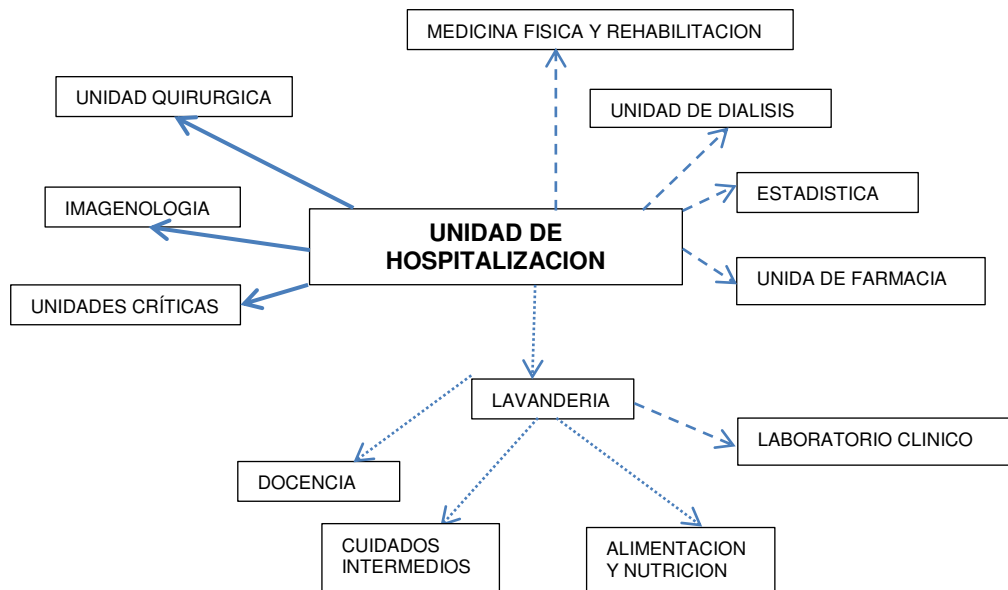 MEDICINA FISICA Y REHABILITACION
UNIDAD QUIRURGICA
UNIDAD DE DIALISIS
IMAGENOLOGIA
ESTADISTICA
UNIDAD DE
HOSPITALIZACION
UNIDA DE FARMACIA
UNIDADES CRÍTICAS
LAVANDERIA
LABORATORIO CLINICO
DOCENCIA
CUIDADOS
INTERMEDIOS
ALIMENTACION
Y NUTRICION